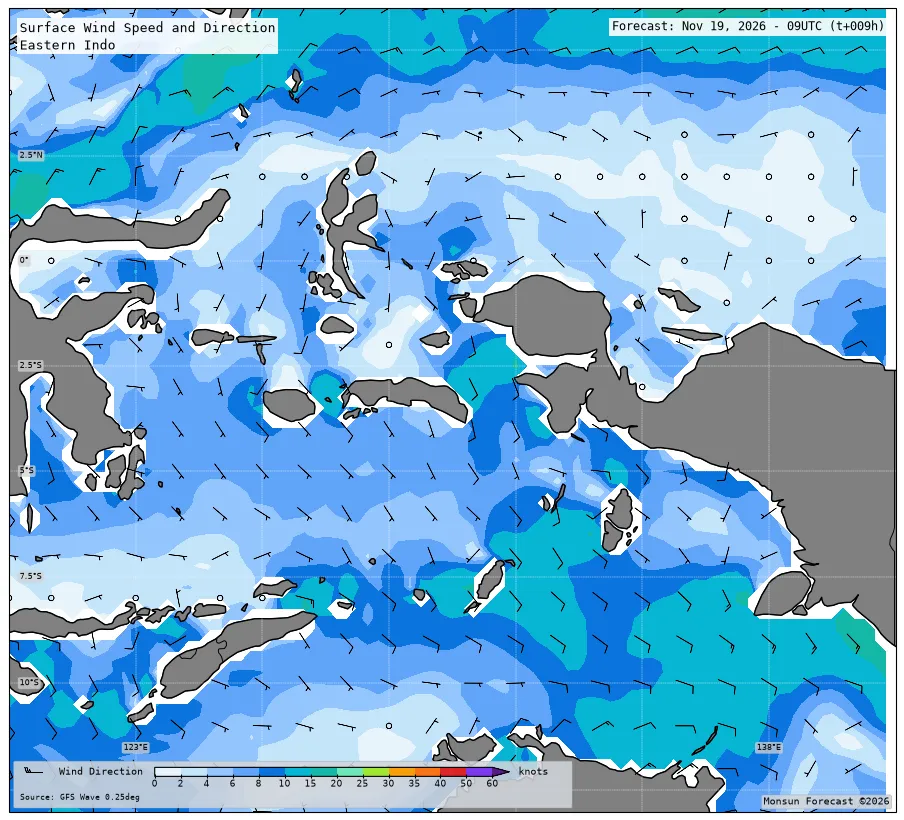 Surface Wind Speed and Direction
Eastern Indo
Forecast: Nov 19, 2026 - 09UTC (t+009h)
2.5°N
0°
2.5°S
5°S
7.5°S
10°S
123°E
138°E
Wind Direction
knots
0 2 4 6 8 10 15 20 25 30 35 40 50 60
Source: GFS Wave 0.25deg
Monsun Forecast ©2026